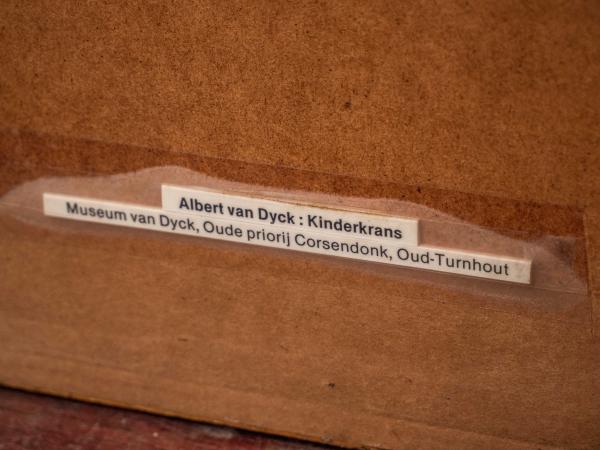 Albert van Dyck : Kinderkrans
Museum van Dyck, Oude priorij Corsendonk, Oud-Turnhout